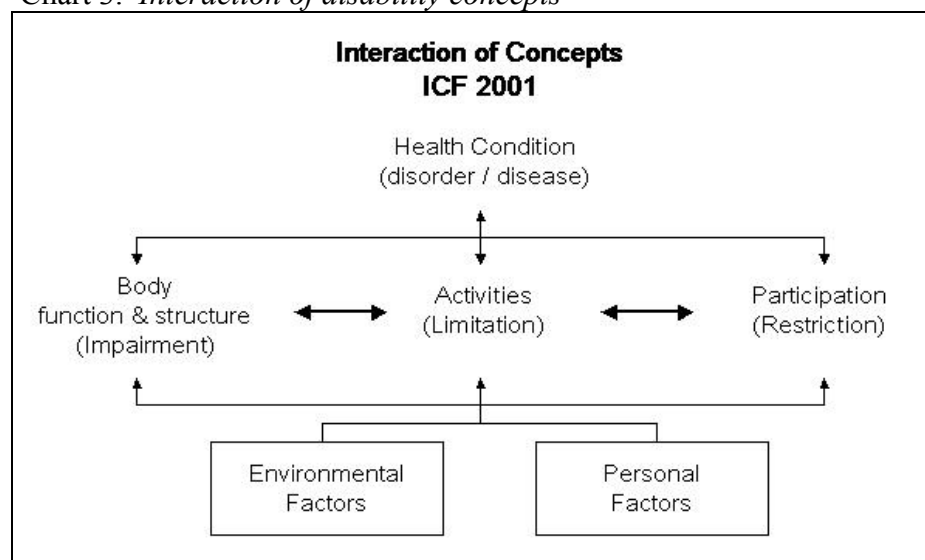 Chart 3: Interaction of disability concepts
Interaction of Concepts
ICF 2001
Health Condition
(disorder / disease)
Body
function & structure
(Impairment)
Activities
(Limitation)
Participation
(Restriction)
Environmental
Factors
Personal
Factors